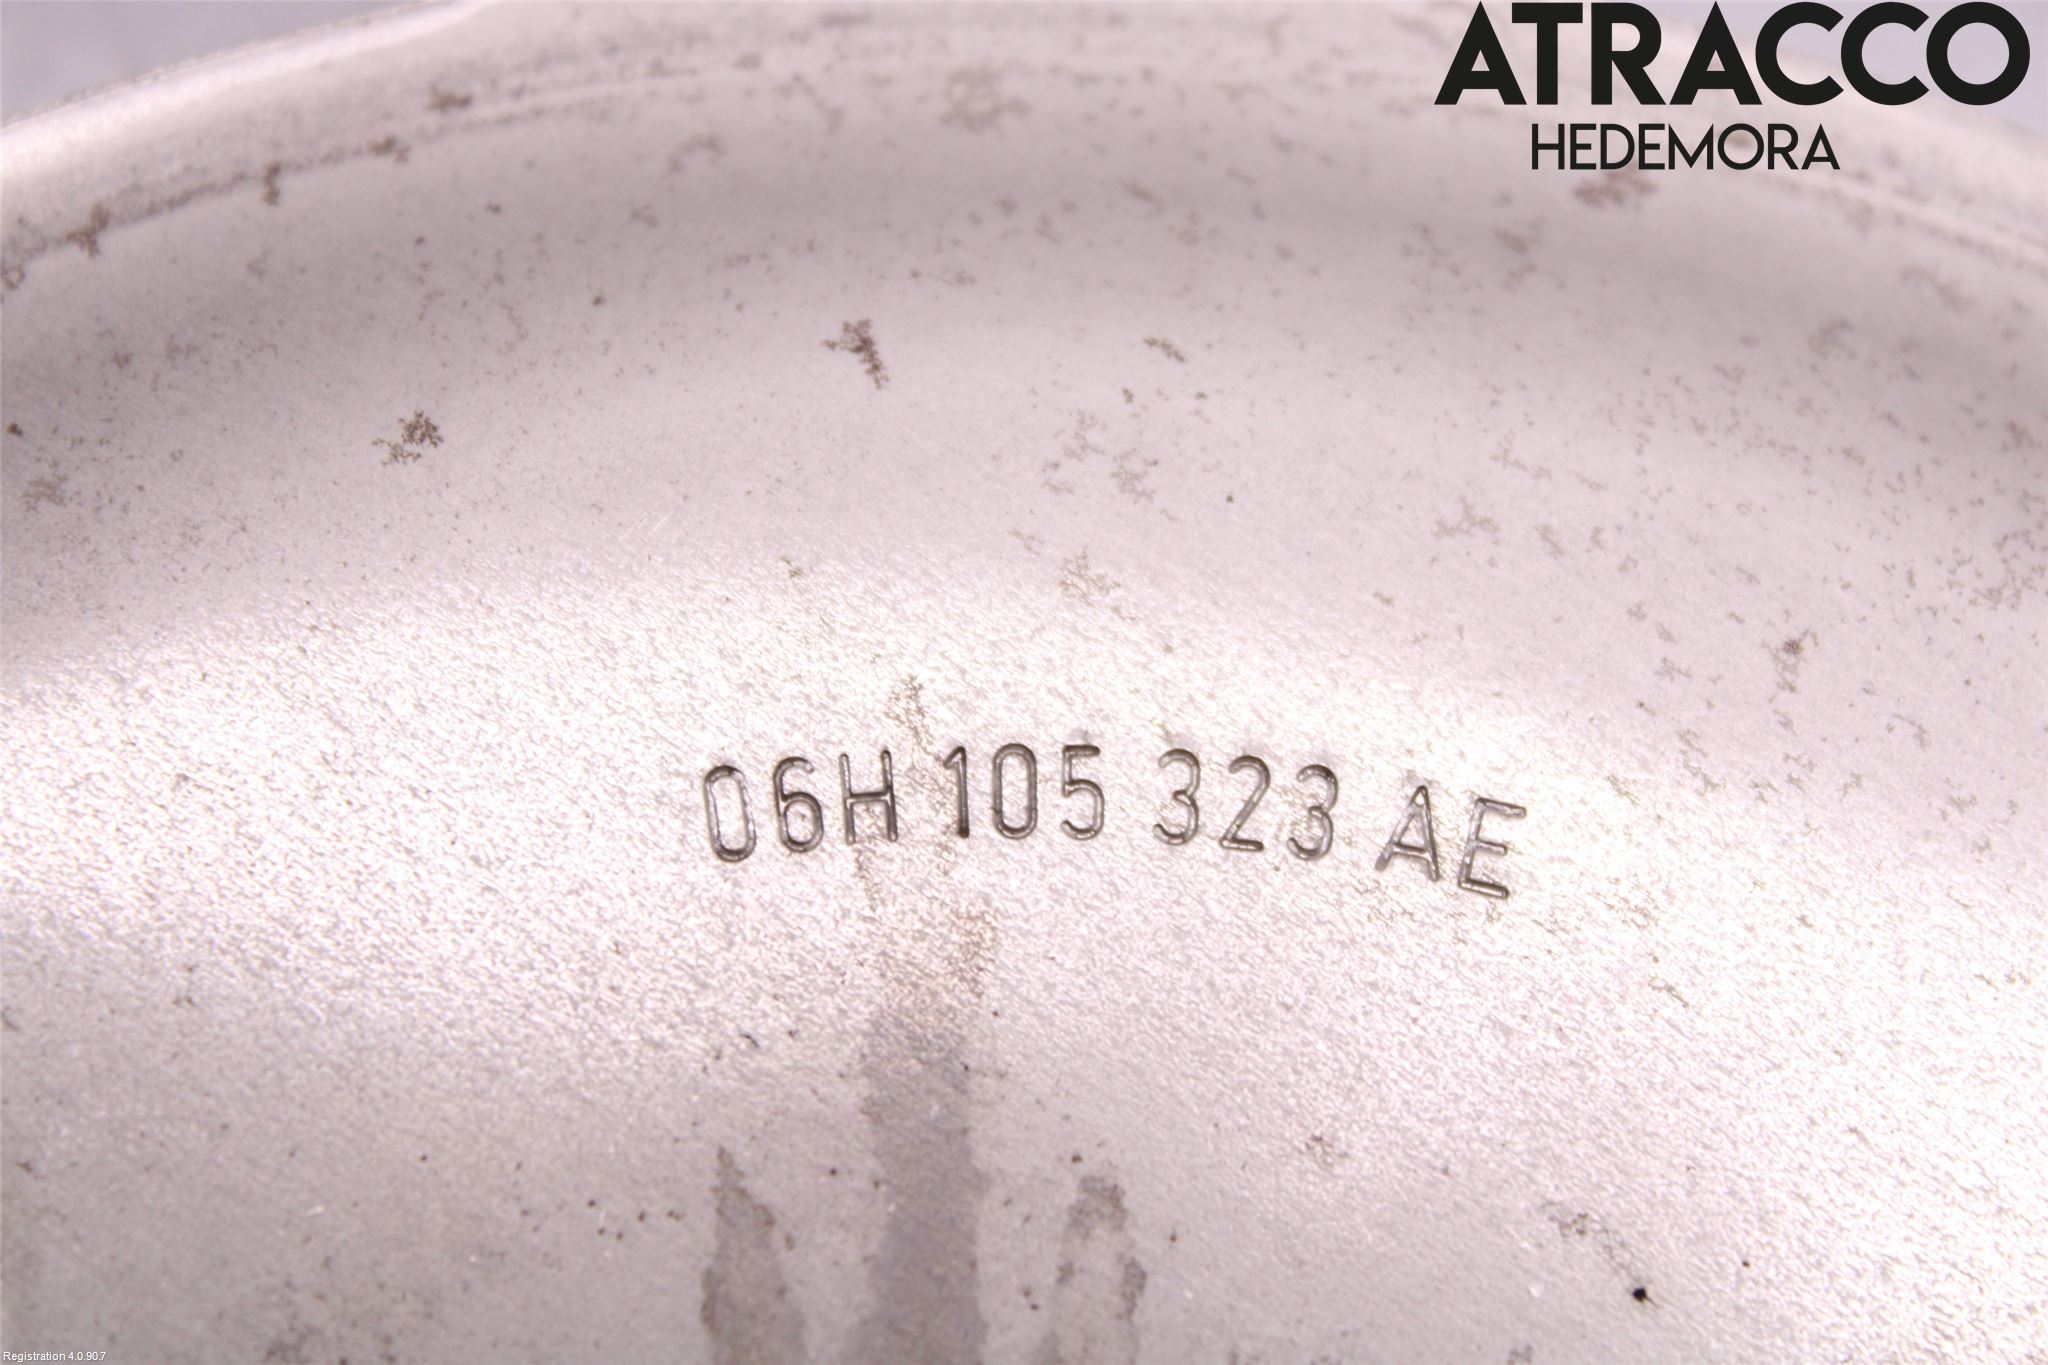 ATRACCO
HEDEMORA
06H 105 323 AE
Registration 4.0.90.7